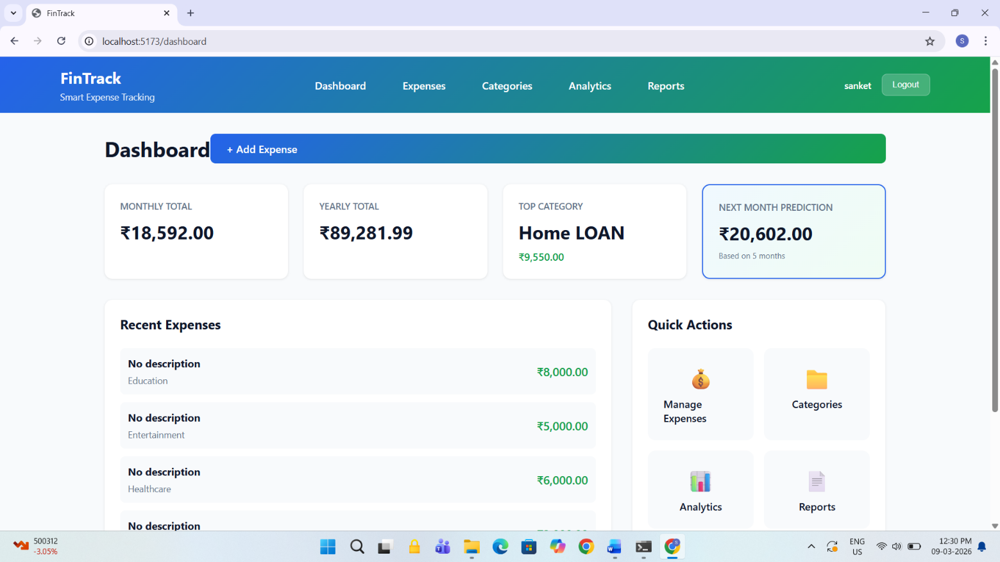 FinTrack
localhost:5173/dashboard
S
FinTrack
Smart Expense Tracking
Dashboard
Expenses
Categories
Analytics
Reports
sanket
Logout
Dashboard
+ Add Expense
MONTHLY TOTAL
₹18,592.00
YEARLY TOTAL
₹89,281.99
TOP CATEGORY
Home LOAN
₹9,550.00
NEXT MONTH PREDICTION
₹20,602.00
Based on 5 months
Recent Expenses
No description
Education
₹8,000.00
No description
Entertainment
₹5,000.00
No description
Healthcare
₹6,000.00
No description
Quick Actions
Manage
Expenses
Categories
Analytics
Reports
500312
-3.05%
ENG
US
12:30 PM
09-03-2026